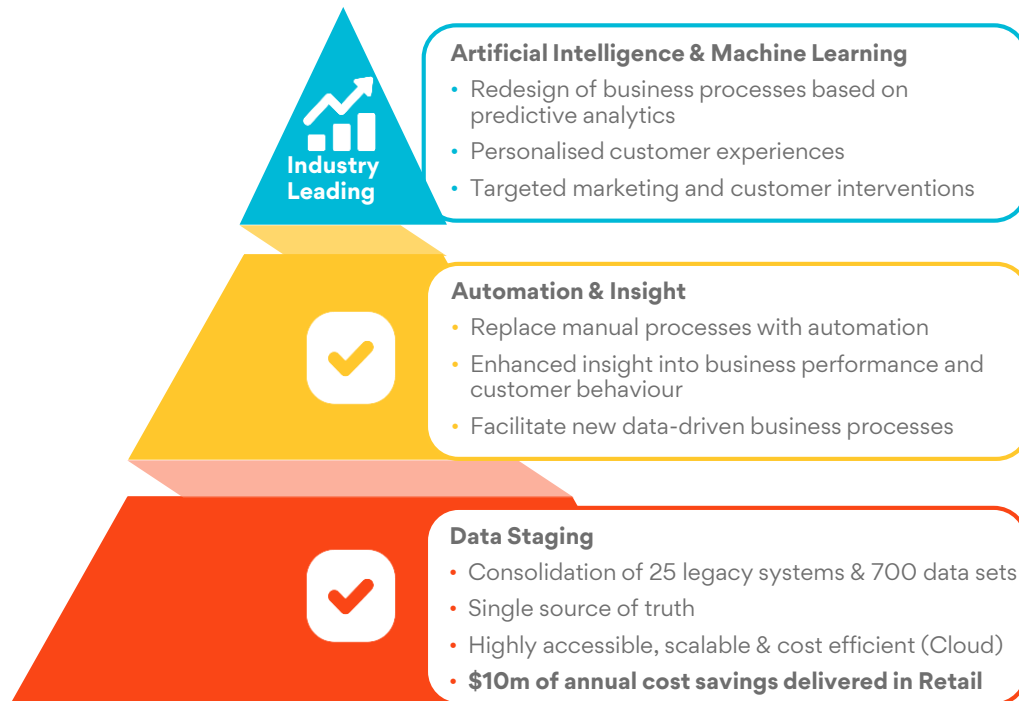 Artificial Intelligence & Machine Learning
• Redesign of business processes based on
predictive analytics
• Personalised customer experiences
• Targeted marketing and customer interventions
Industry
Leading
Automation & Insight
• Replace manual processes with automation
• Enhanced insight into business performance and
customer behaviour
• Facilitate new data-driven business processes
Data Staging
• Consolidation of 25 legacy systems & 700 data sets
• Single source of truth
• Highly accessible, scalable & cost efficient (Cloud)
• $10m of annual cost savings delivered in Retail